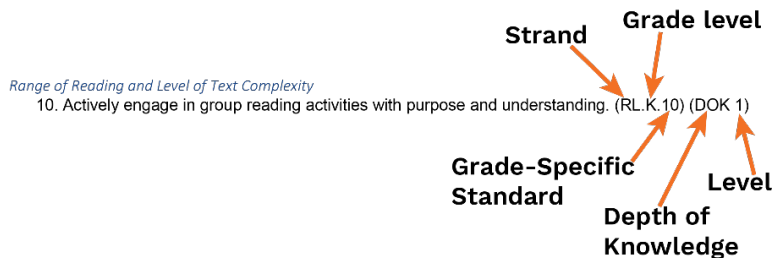 Grade level
Strand
Range of Reading and Level of Text Complexity
10. Actively engage in group reading activities with purpose and understanding. (RL.K.10) (DOK 1)
Grade-Specific
Standard
Level
Depth of
Knowledge